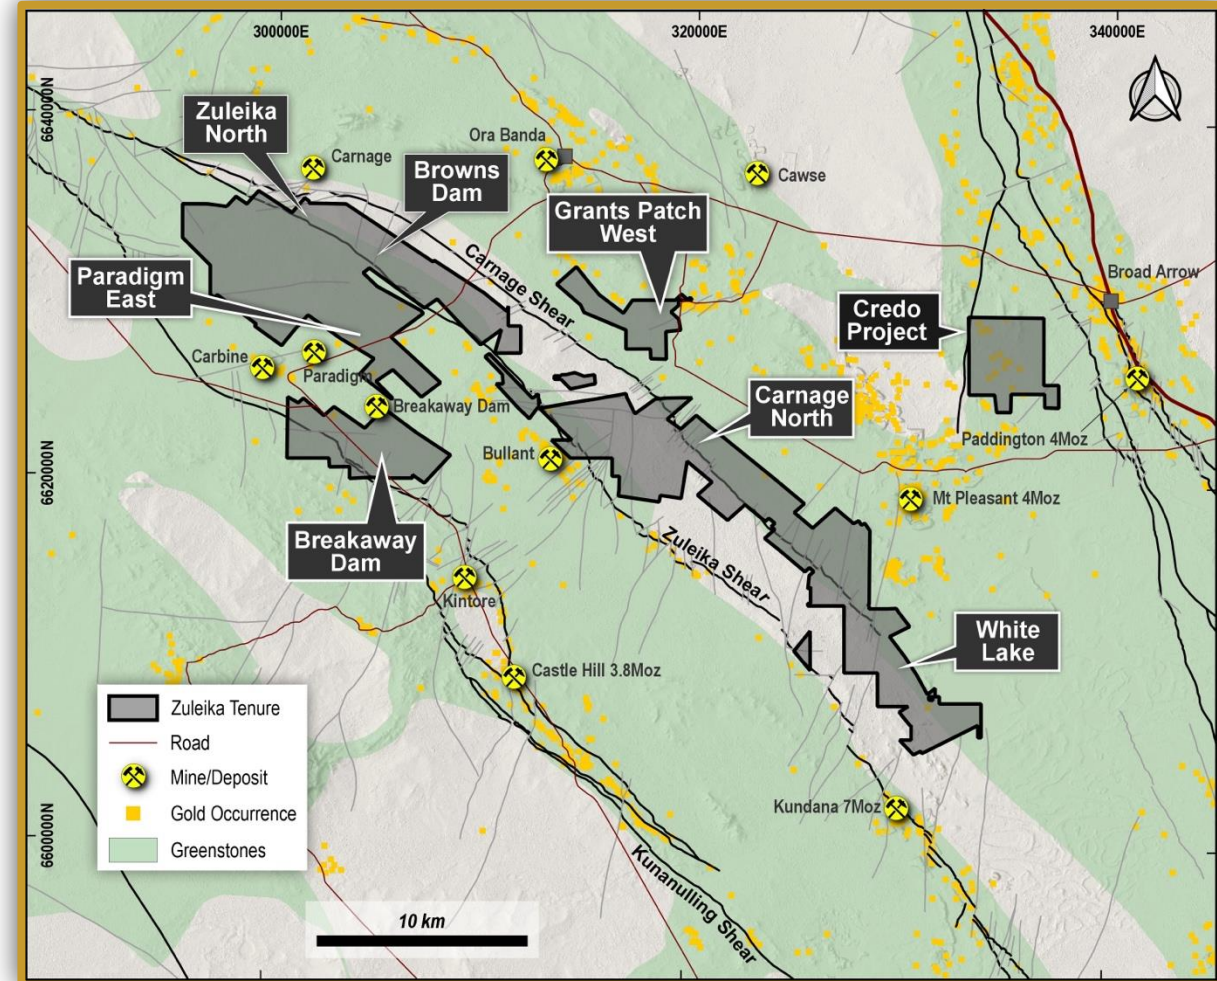 300000E
320000E
340000E
6640000N
6620000N
6600000N
Zuleika
North
Carnage
Ora Banda
Browns
Dam
Cawse
Grants Patch
West
Carnage Shear
Paradigm
East
Broad Arrow
Credo
Project
Carbine
Paradigm
Breakaway Dam
Carnage
North
Paddington 4Moz
Bullant
Mt Pleasant 4Moz
Breakaway
Dam
Zuleika Shear
Kintore
White
Lake
Castle Hill 3.8Moz
Zuleika Tenure
Road
Mine/Deposit
Gold Occurrence
Greenstones
Kundana 7Moz
Kunanulling Shear
10 km